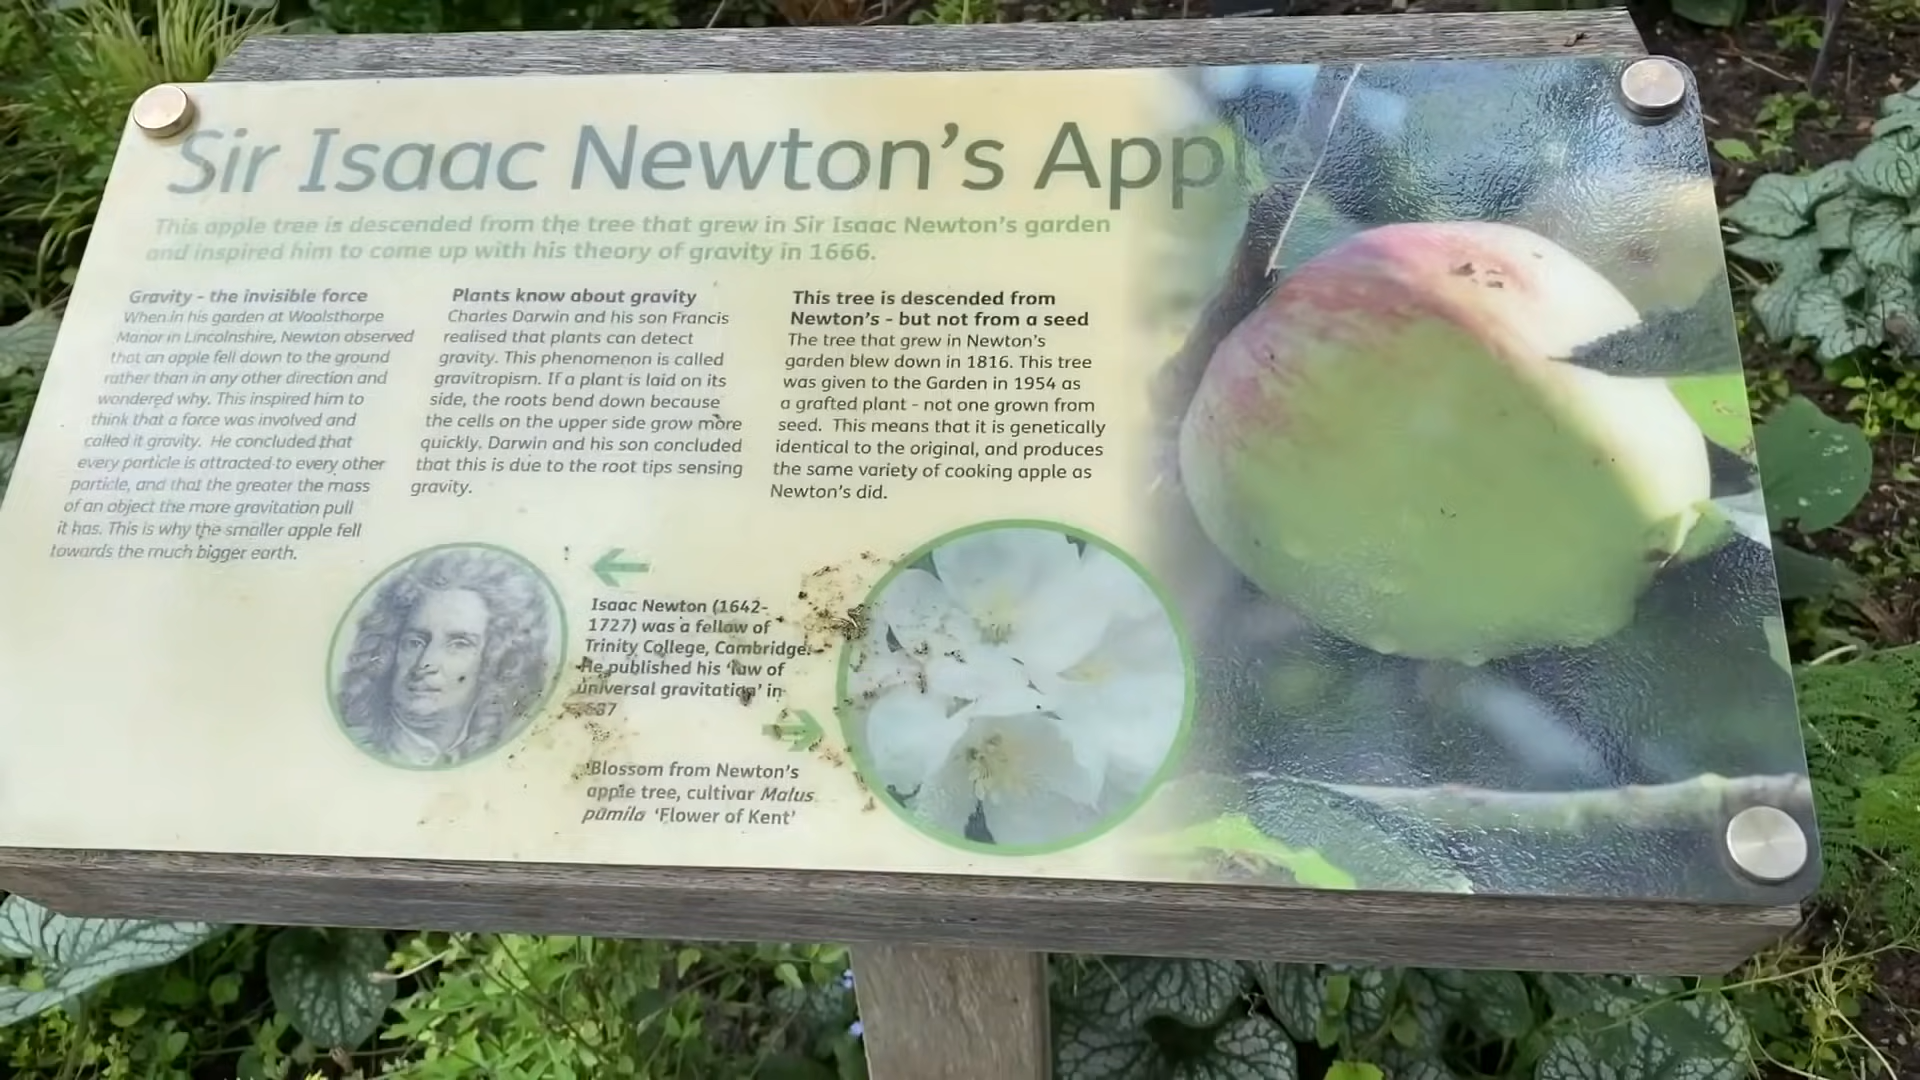 Sir Isaac Newton's Apple
This apple tree is descended from the tree that grew in Sir Isaac Newton's garden
and inspired him to come up with his theory of gravity in 1666.
Gravity - the invisible force
When in his garden at Woolsthorpe
Manor in Lincolnshire, Newton observed
that an apple fell down to the ground
rather than in any other direction and
wondered why. This inspired him to
think that a force was involved and
called it gravity. He concluded that
every particle is attracted to every other
particle, and that the greater the mass
of an object the more gravitation pull
it has. This is why the smaller apple fell
towards the much bigger earth.
Plants know about gravity
Charles Darwin and his son Francis
realised that plants can detect
gravity. This phenomenon is called
gravitropism. If a plant is laid on its
side, the roots bend down because
the cells on the upper side grow more
quickly. Darwin and his son concluded
that this is due to the root tips sensing
gravity.
This tree is descended from
Newton's - but not from a seed
The tree that grew in Newton's
garden blew down in 1816. This tree
was given to the Garden in 1954 as
a grafted plant - not one grown from
seed. This means that it is genetically
identical to the original, and produces
the same variety of cooking apple as
Newton's did.
Isaac Newton (1642-
1727) was a fellow of
Trinity College, Cambridge.
He published his 'law of
universal gravitation' in
Blossom from Newton's
apple tree, cultivar Malus
pumila 'Flower of Kent'